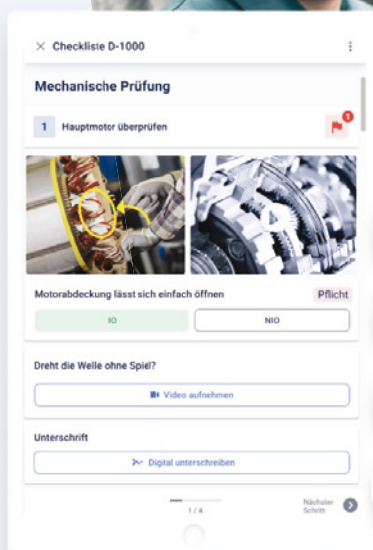 Checkliste D-1000
Mechanische Prüfung
1 Hauptmotor überprüfen
1
Motorabdeckung lässt sich einfach öffnen Pflicht
IO NIO
Dreht die Welle ohne Spiel?
Video aufnehmen
Unterschrift
Digital unterschreiben
1 / 4
Nächster
Schritt